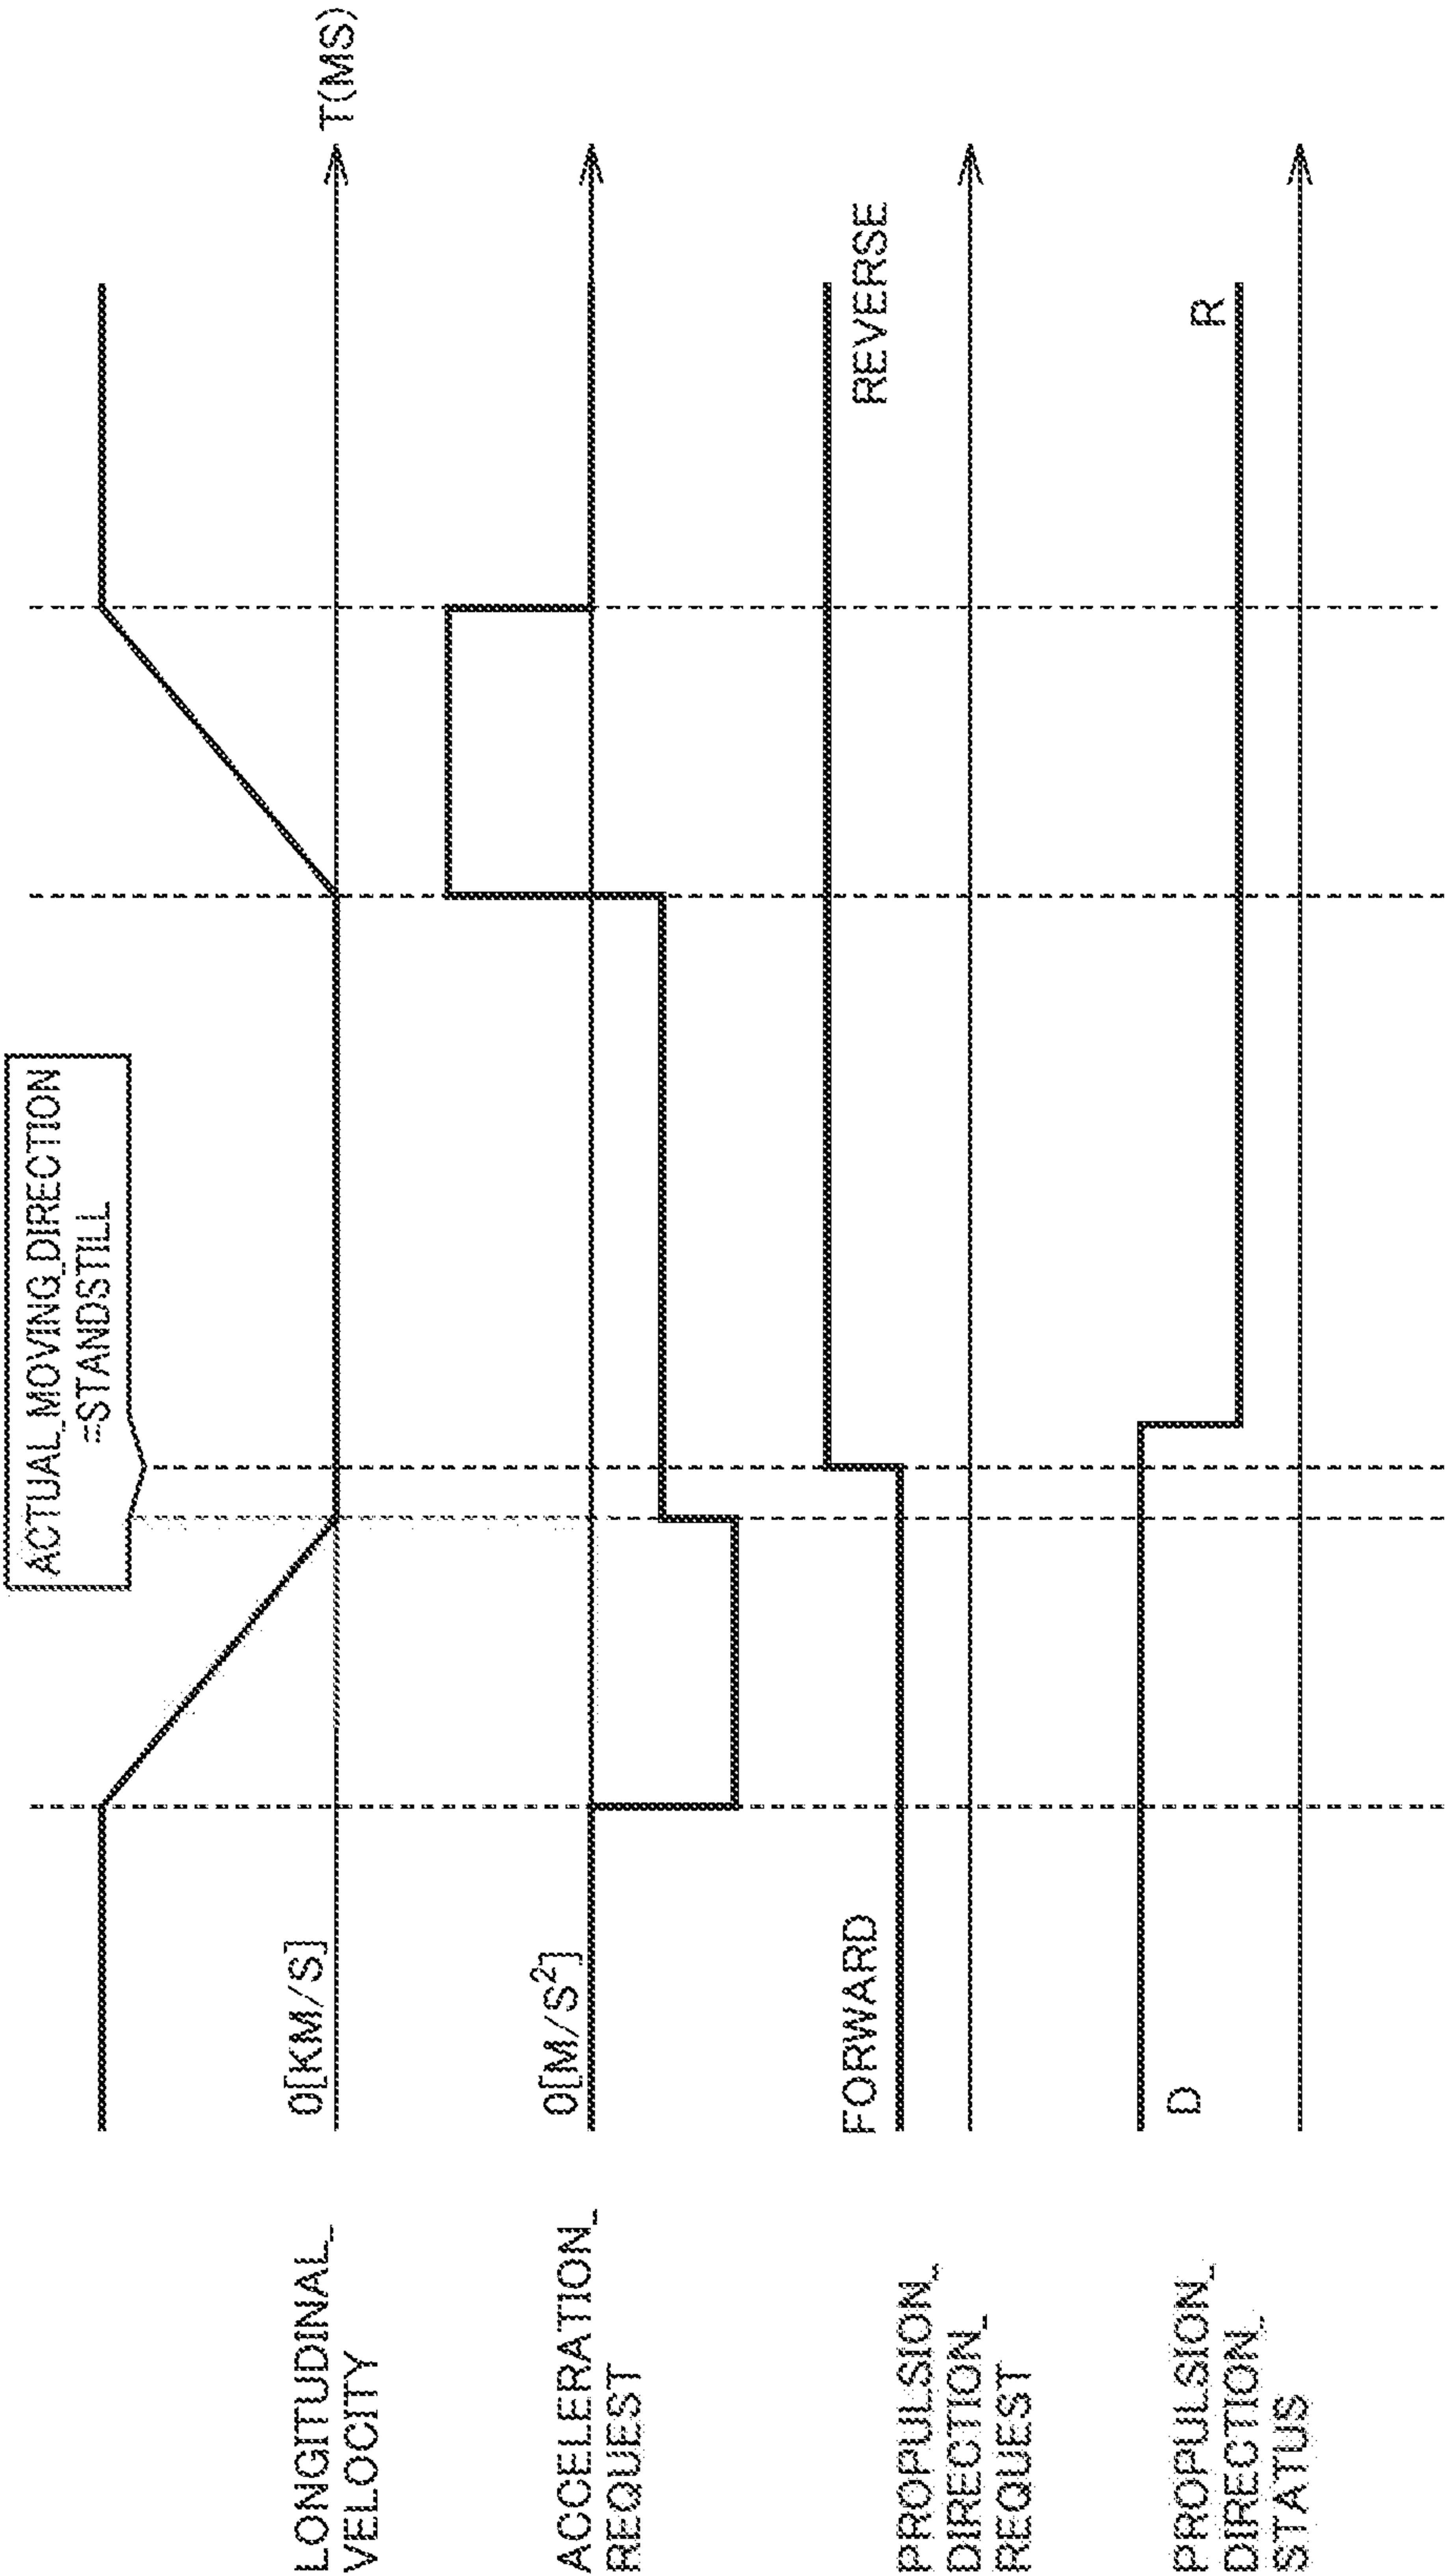 ACTUAL_MOVING_DIRECTION
=STANDSTILL
T(MS)
0[KM/S]
LONGITUDINAL_
VELOCITY
0[M/S²]
ACCELERATION_
REQUEST
FORWARD
REVERSE
PROPULSION_
DIRECTION_
REQUEST
D
R
PROPULSION_
DIRECTION_
STATUS